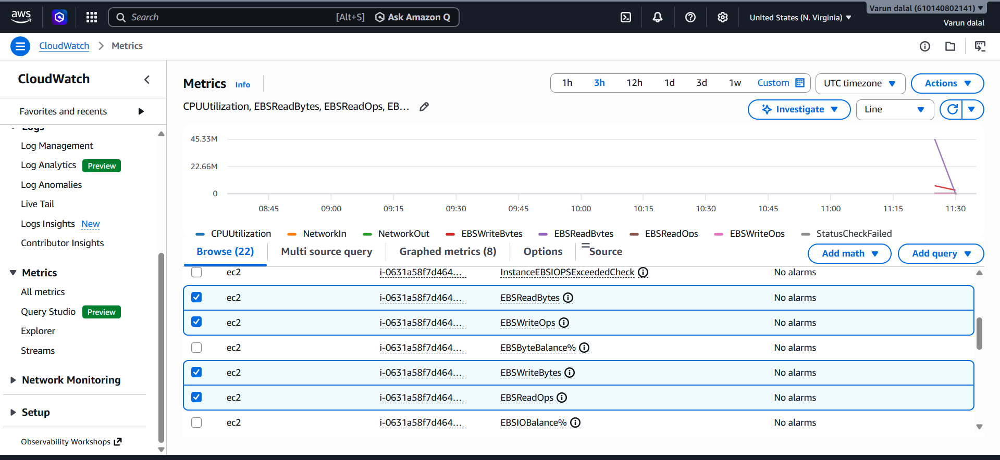 aws
Search [Alt+S] Ask Amazon Q
United States (N. Virginia)
Varun dalal (610140802141)
Varun dalal
CloudWatch Metrics
CloudWatch
Favorites and recents
Logs
Log Management
Log Analytics Preview
Log Anomalies
Live Tail
Logs Insights New
Contributor Insights
Metrics
All metrics
Query Studio Preview
Explorer
Streams
Network Monitoring
Setup
Observability Workshops
Metrics Info
1h 3h 12h 1d 3d 1w Custom UTC timezone Actions
CPUUtilization, EBSReadBytes, EBSReadOps, EB...
Investigate Line
45.33M
22.66M
0
08:45 09:00 09:15 09:30 09:45 10:00 10:15 10:30 10:45 11:00 11:15 11:30
CPUUtilization NetworkIn NetworkOut EBSWriteBytes EBSReadBytes EBSReadOps EBSWriteOps StatusCheckFailed
Browse (22) Multi source query Graphed metrics (8) Options Source Add math Add query
ec2 i-0631a58f7d464... InstanceEBSIOPSExceededCheck No alarms
ec2 i-0631a58f7d464... EBSReadBytes No alarms
ec2 i-0631a58f7d464... EBSWriteOps No alarms
ec2 i-0631a58f7d464... EBSByteBalance% No alarms
ec2 i-0631a58f7d464... EBSWriteBytes No alarms
ec2 i-0631a58f7d464... EBSReadOps No alarms
ec2 i-0631a58f7d464... EBSIOBalance% No alarms